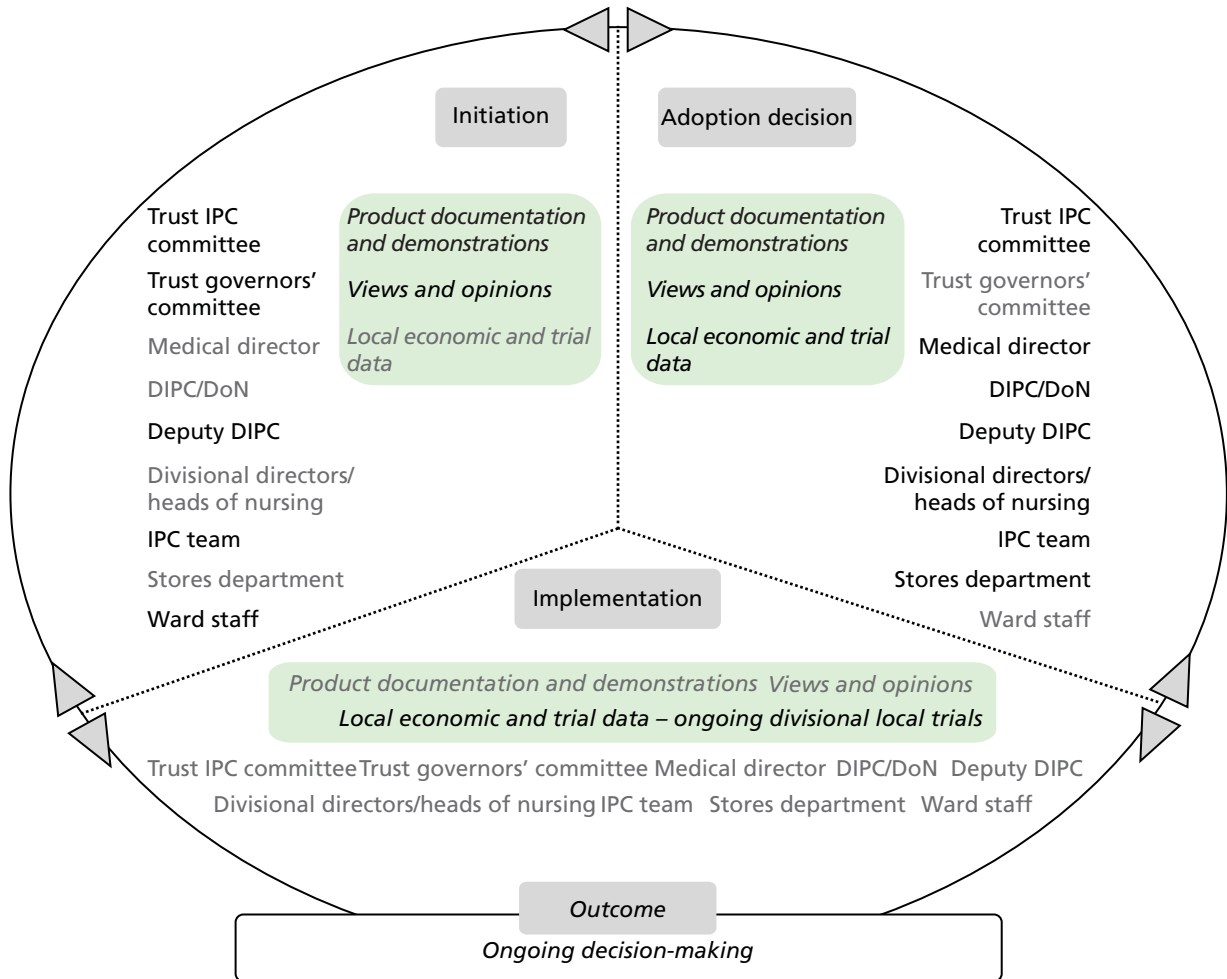 Initiation
Adoption decision
Trust IPC
committee
Trust governors’
committee
Medical director
DIPC/DoN
Deputy DIPC
Divisional directors/
heads of nursing
IPC team
Stores department
Ward staff
Product documentation
and demonstrations
Views and opinions
Local economic and trial
data
Product documentation
and demonstrations
Views and opinions
Local economic and trial
data
Trust IPC
committee
Trust governors’
committee
Medical director
DIPC/DoN
Deputy DIPC
Divisional directors/
heads of nursing
IPC team
Stores department
Ward staff
Implementation
Product documentation and demonstrations Views and opinions
Local economic and trial data – ongoing divisional local trials
Trust IPC committee Trust governors’ committee Medical director DIPC/DoN Deputy DIPC
Divisional directors/heads of nursing IPC team Stores department Ward staff
Outcome
Ongoing decision-making